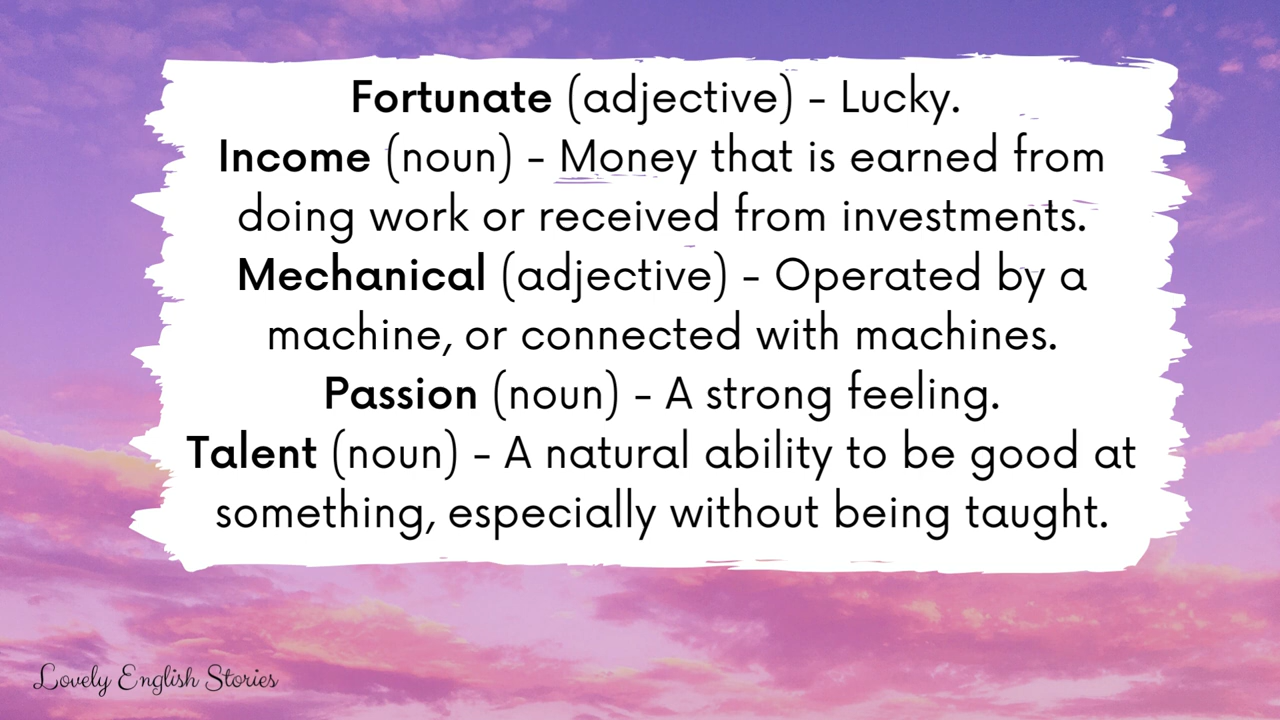 Fortunate (adjective) - Lucky.
Income (noun) - Money that is earned from
doing work or received from investments.
Mechanical (adjective) - Operated by a
machine, or connected with machines.
Passion (noun) - A strong feeling.
Talent (noun) - A natural ability to be good at
something, especially without being taught.
Lovely English Stories